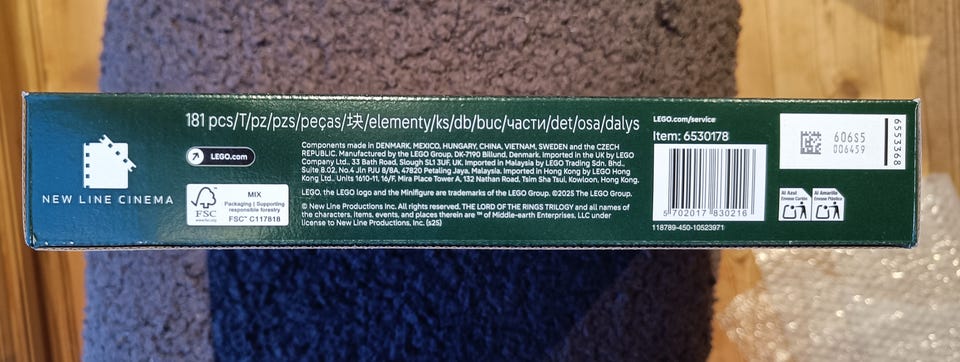 NEW LINE CINEMA
181 pcs/T/pz/pzs/peças/块/elementy/ks/db/buc/части/det/osa/dalys
LEGO.com
MIX
Packaging | Supporting
responsible forestry
FSC™ C117818
FSC
www.fsc.org
Components made in DENMARK, MEXICO, HUNGARY, CHINA, VIETNAM, SWEDEN and the CZECH
REPUBLIC. Manufactured by the LEGO Group, DK-7190 Billund, Denmark. Imported in the UK by LEGO
Company Ltd., 33 Bath Road, Slough SL1 3UF, UK. Imported in Malaysia by LEGO Trading Sdn. Bhd.,
Suite 8.02, No.4 Jln PJU 8/8A, 47820 Petaling Jaya, Malaysia. Imported in Hong Kong by LEGO Hong
Kong Ltd., Units 1610-11, 16/F, Mira Place Tower A, 132 Nathan Road, Tsim Sha Tsui, Kowloon, Hong Kong.
LEGO, the LEGO logo and the Minifigure are trademarks of the LEGO Group. ©2025 The LEGO Group.
© New Line Productions Inc. All rights reserved. THE LORD OF THE RINGS TRILOGY and all names of
the characters, items, events, and places therein are ™ of Middle-earth Enterprises, LLC under
license to New Line Productions, Inc. (s25)
LEGO.com/service
Item: 6530178
5 702017 830216
118789-450-10523971
606S5
006459
6553368
Al Azul
Envase Cartón
Al Amarillo
Envase Plástico